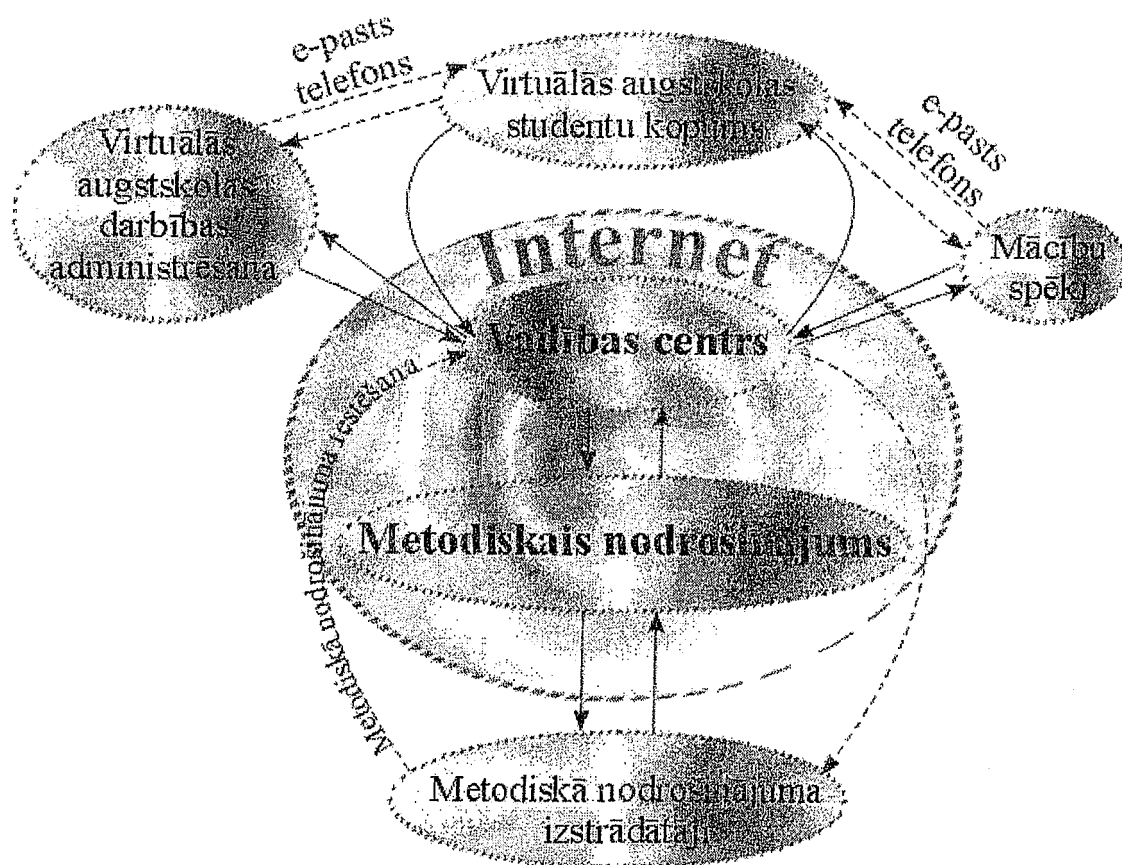 e-pasts
telefons
Virtuālās augstskolas
studentu kopums
e-pasts
telefons
Virtuālās
augstskolas
darbības
administrēšana
Mācību
spēki
Internet
Vadības centrs
Metodiskā nodrošinājuma testēšana
Metodiskais nodrošinājums
Metodiskā nodrošinājuma
izstrādātāji